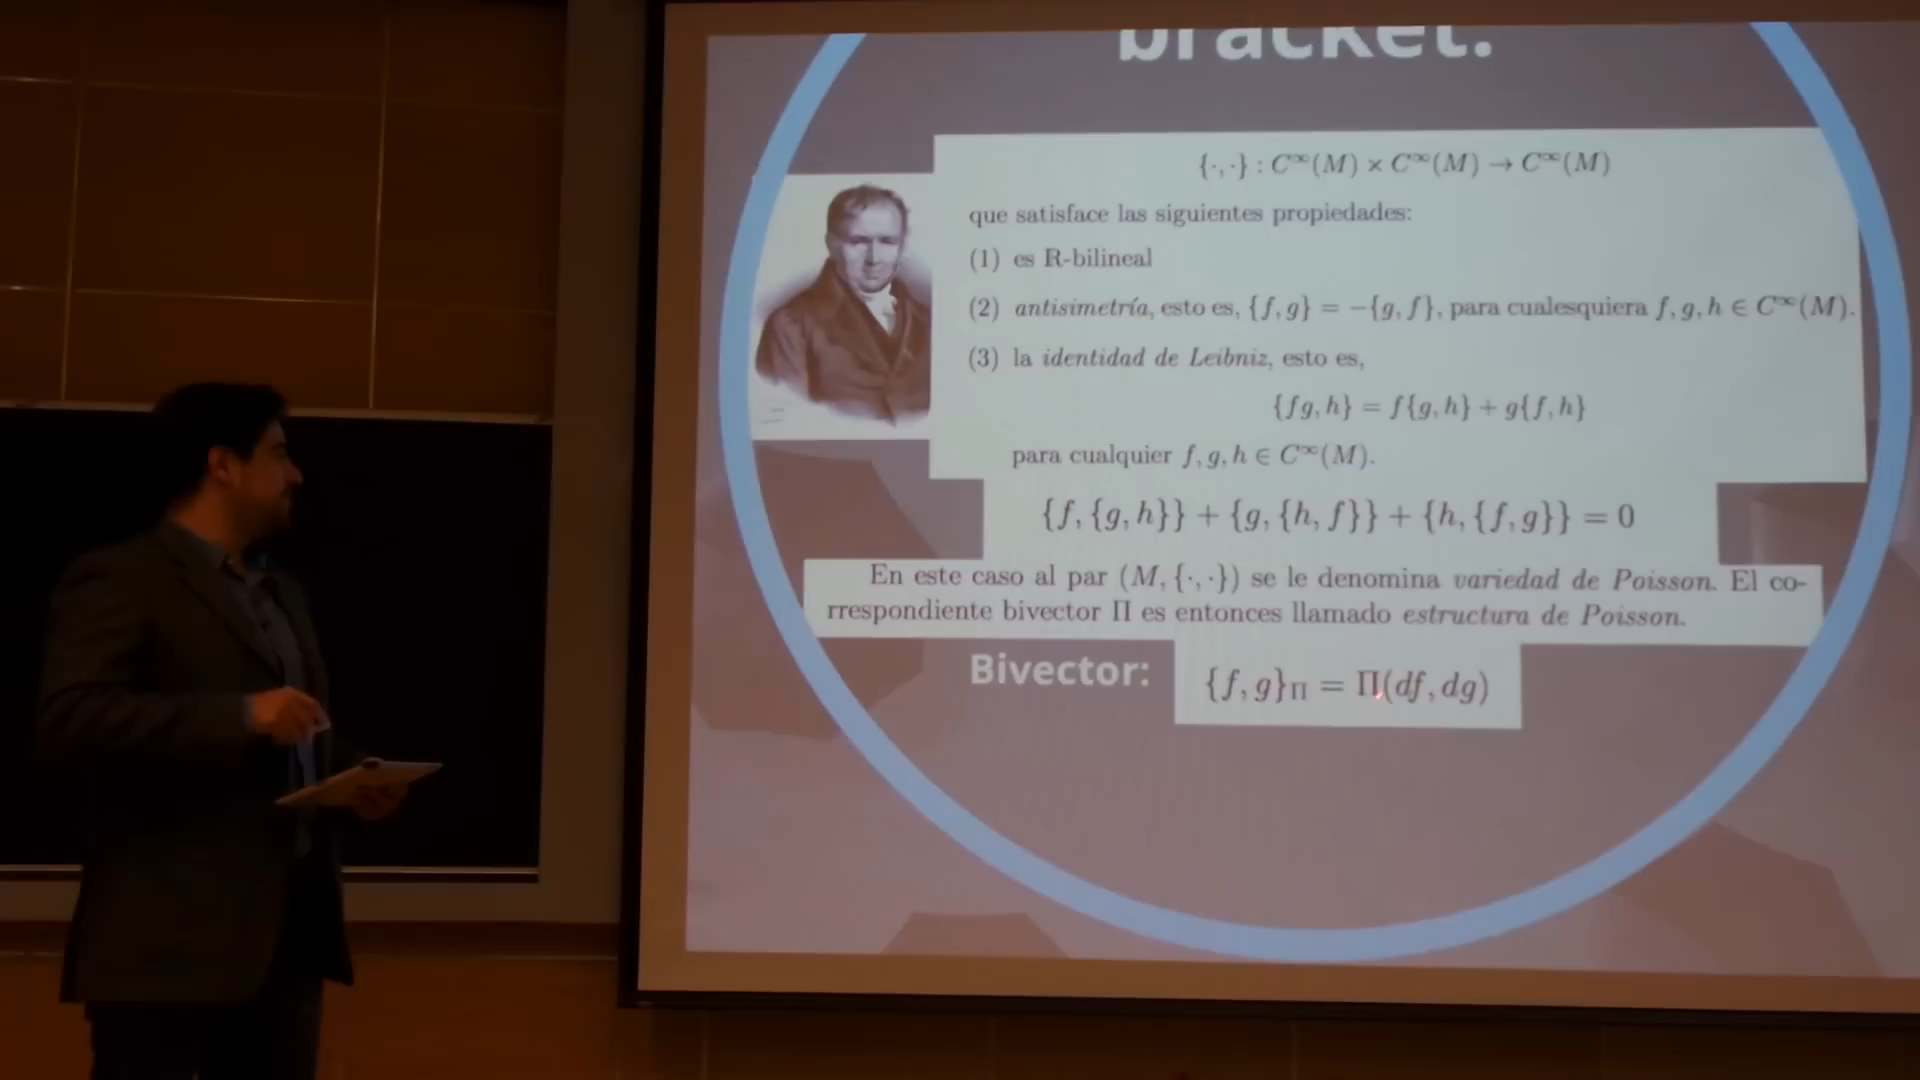 bracket.
{·,·} : C∞(M) × C∞(M) → C∞(M)
que satisface las siguientes propiedades:
(1) es R-bilineal
(2) antisimetría, esto es, {f, g} = −{g, f}, para cualesquiera f, g, h ∈ C∞(M).
(3) la identidad de Leibniz, esto es,
{fg, h} = f{g, h} + g{f, h}
para cualquier f, g, h ∈ C∞(M).
{f, {g, h}} + {g, {h, f}} + {h, {f, g}} = 0
En este caso al par (M, {·,·}) se le denomina variedad de Poisson. El co-
rrespondiente bivector Π es entonces llamado estructura de Poisson.
Bivector: {f, g}Π = Π(df, dg)